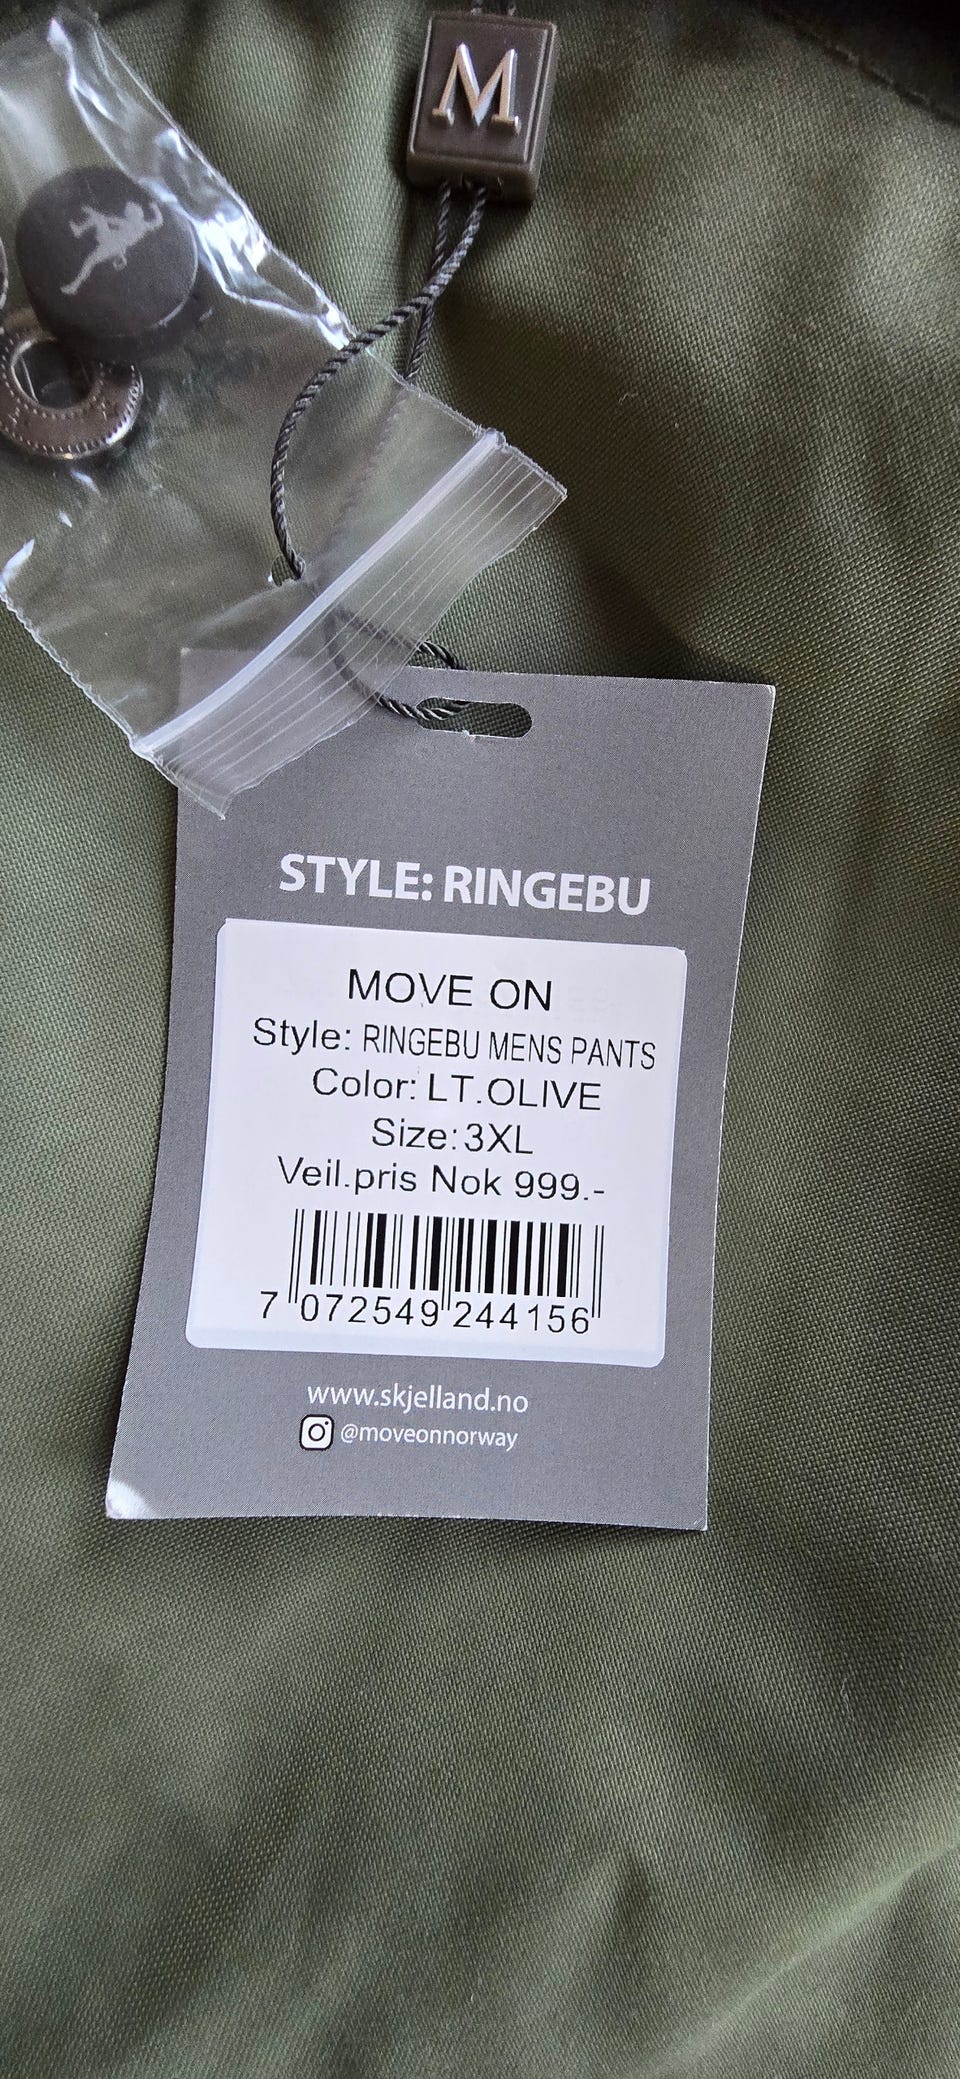 M
STYLE: RINGEBU
MOVE ON
Style: RINGEBU MENS PANTS
Color: LT.OLIVE
Size:3XL
Veil.pris Nok 999.-
7 072549 244156
www.skjelland.no
@moveonnorway